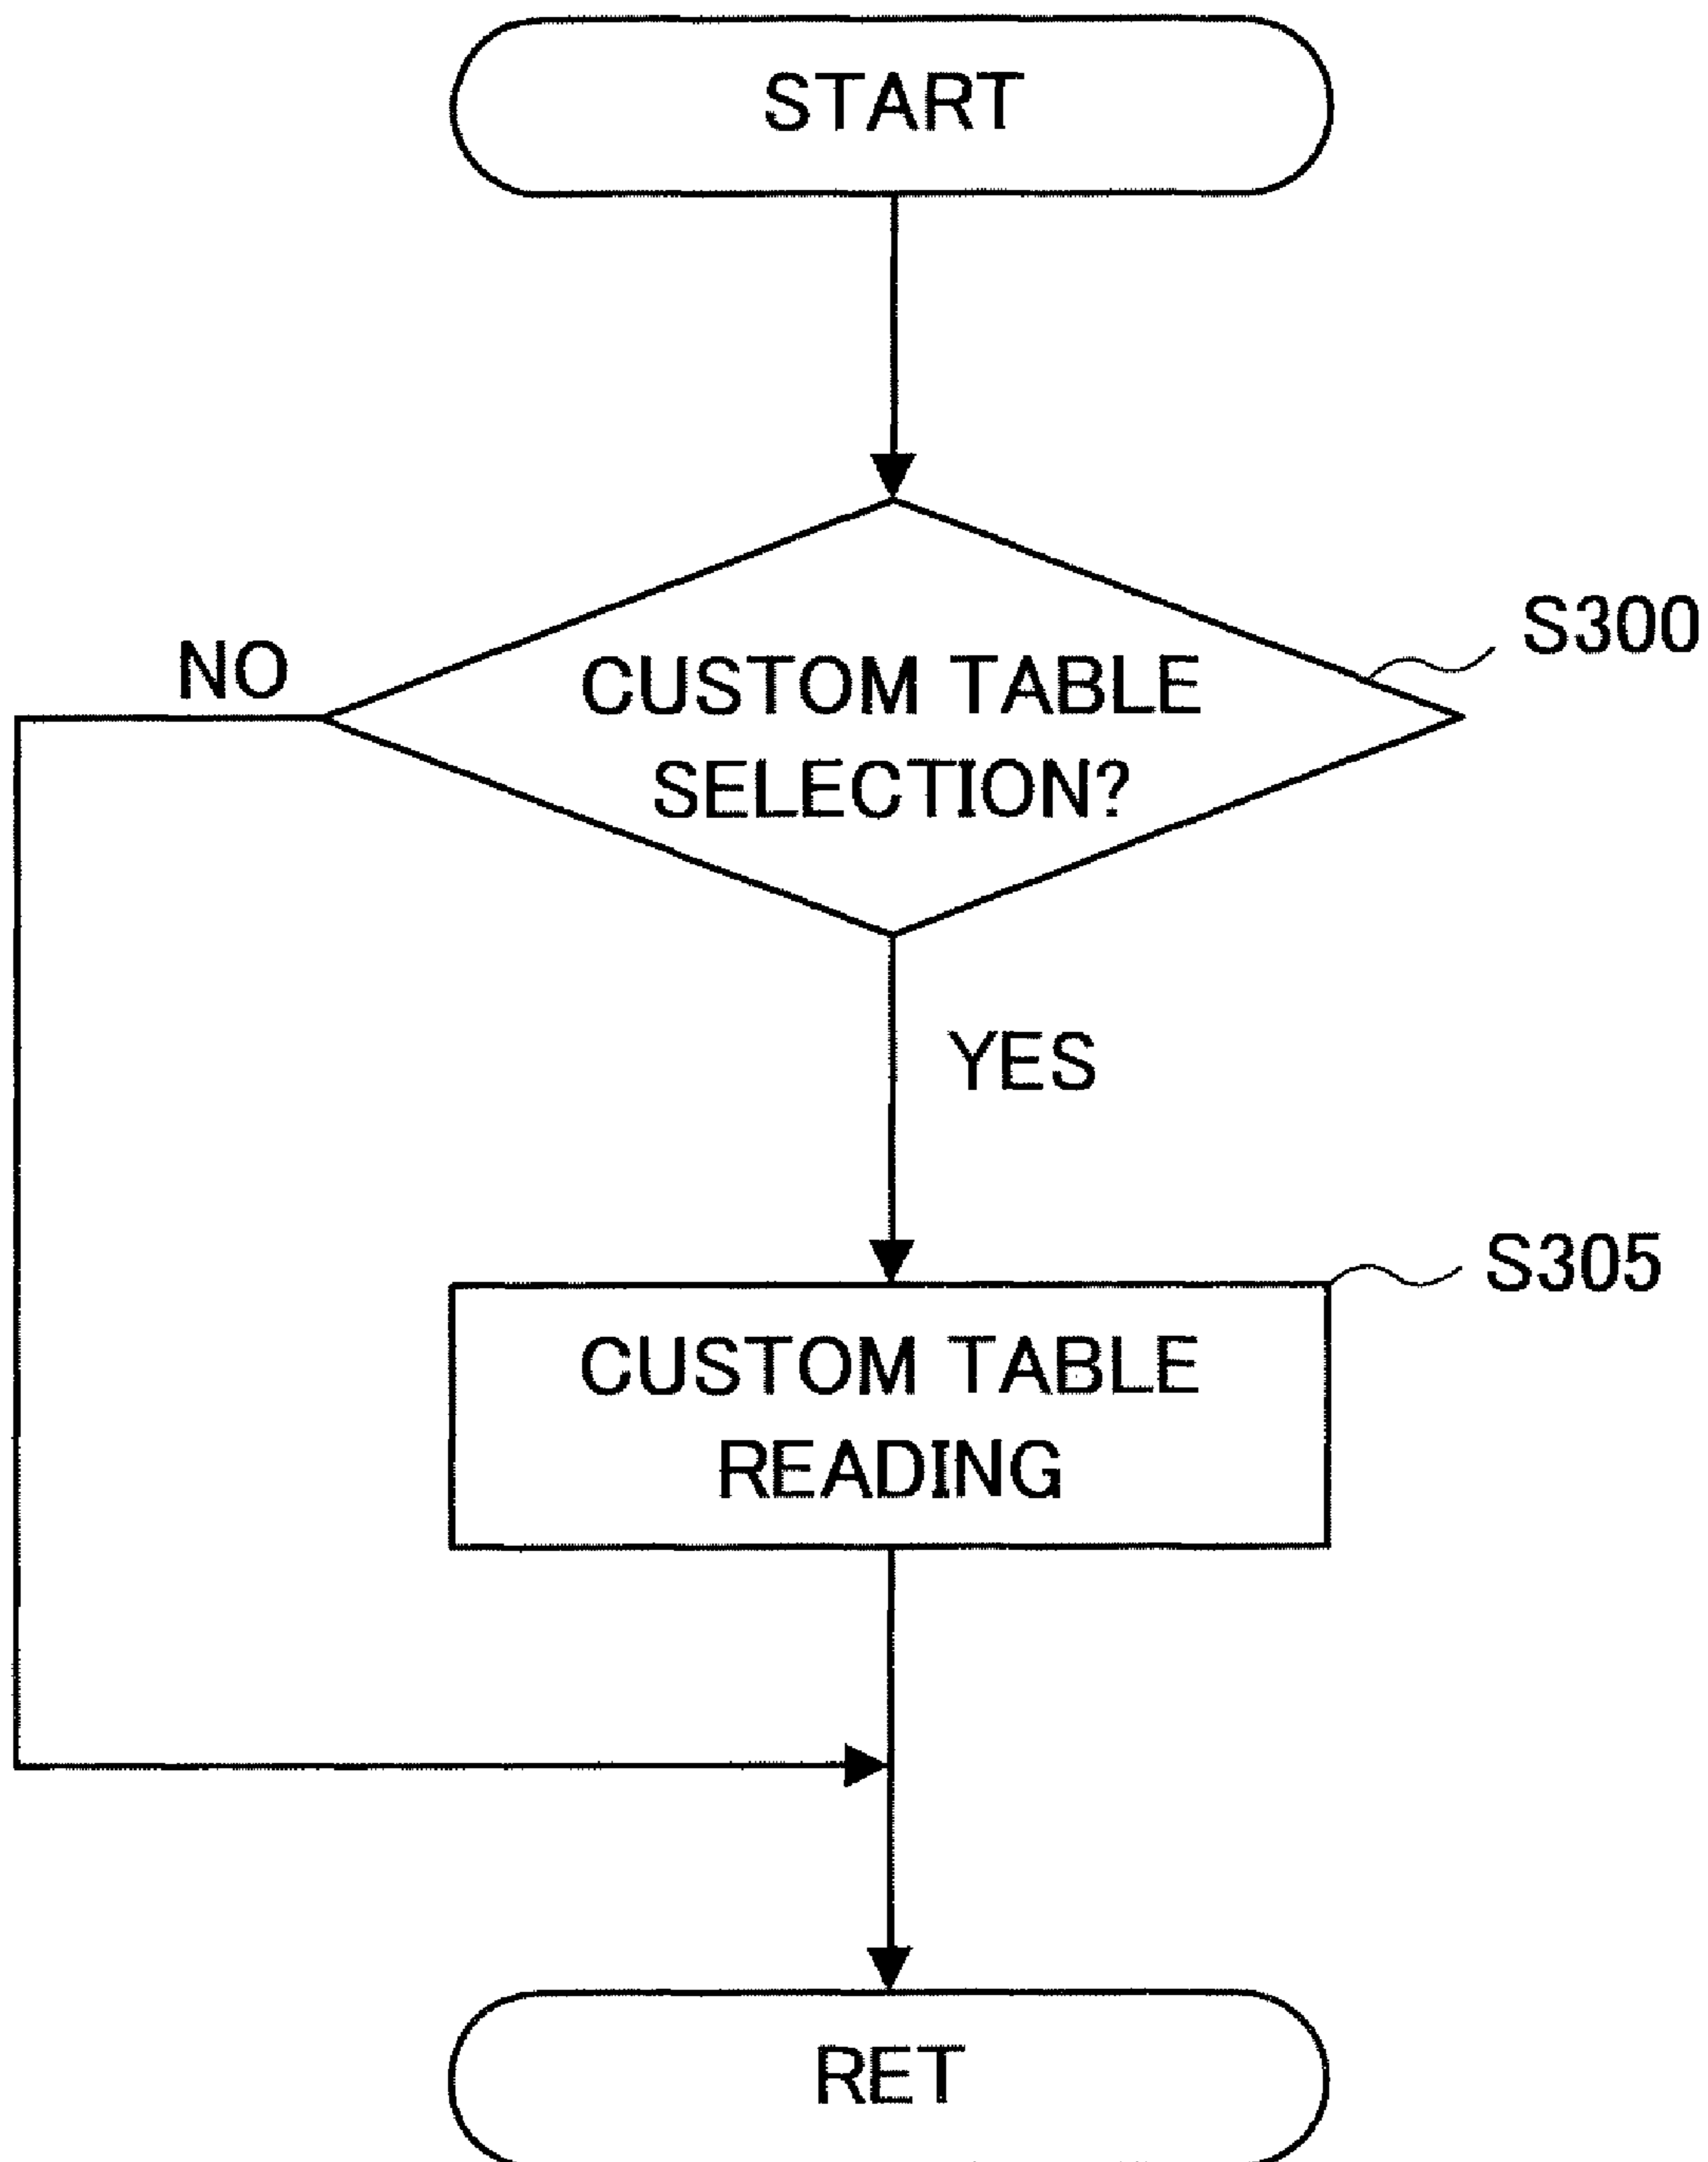 START
S300
NO
CUSTOM TABLE
SELECTION?
YES
S305
CUSTOM TABLE
READING
RET